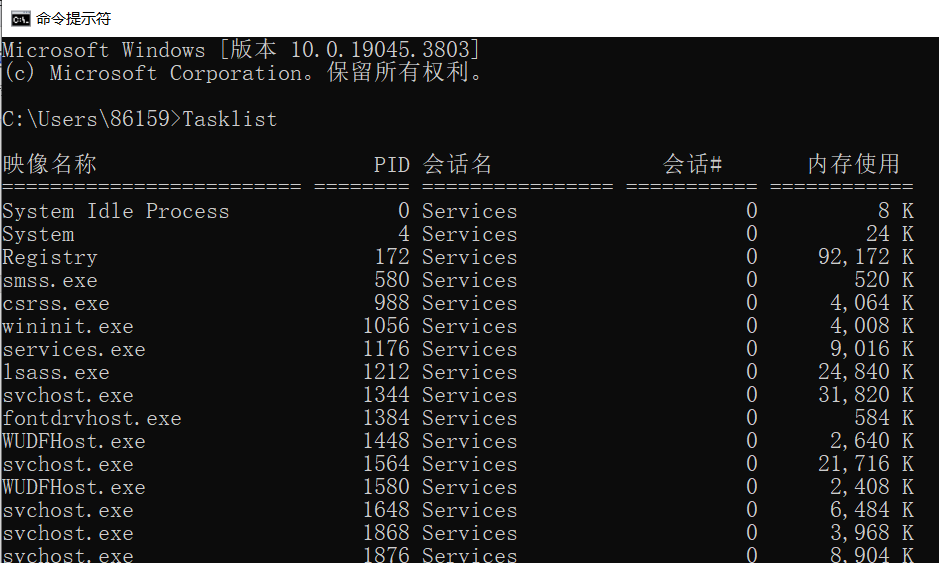 命令提示符
Microsoft Windows [版本 10.0.19045.3803]
(c) Microsoft Corporation。保留所有权利。
C:\Users\86159>Tasklist
映像名称                       PID 会话名              会话#       内存使用
========================= ======== ================ =========== ============
System Idle Process              0 Services                   0          8 K
System                           4 Services                   0         24 K
Registry                       172 Services                   0     92,172 K
smss.exe                       580 Services                   0        520 K
csrss.exe                      988 Services                   0      4,064 K
wininit.exe                   1056 Services                   0      4,008 K
services.exe                  1176 Services                   0      9,016 K
lsass.exe                     1212 Services                   0     24,840 K
svchost.exe                   1344 Services                   0     31,820 K
fontdrvhost.exe               1384 Services                   0        584 K
WUDFHost.exe                  1448 Services                   0      2,640 K
svchost.exe                   1564 Services                   0     21,716 K
WUDFHost.exe                  1580 Services                   0      2,408 K
svchost.exe                   1648 Services                   0      6,484 K
svchost.exe                   1868 Services                   0      3,968 K
svchost.exe                   1876 Services                   0      8,904 K